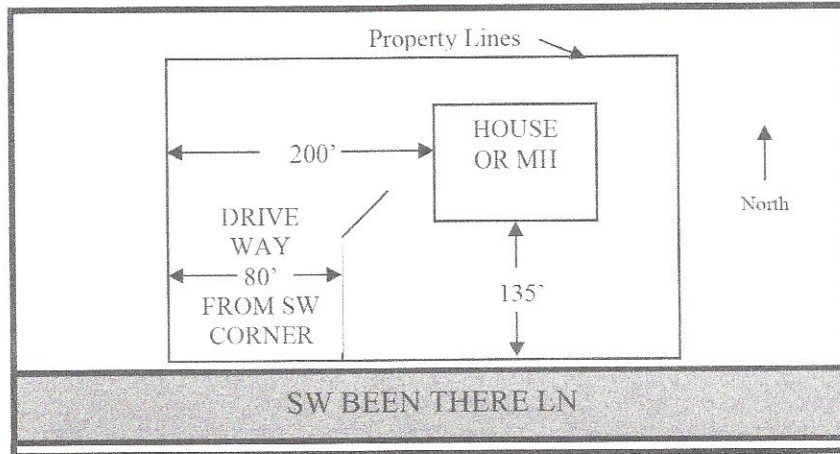 Property Lines
HOUSE
OR MH
200'
North
DRIVE
WAY
80'
FROM SW
CORNER
135'
SW BEEN THERE LN